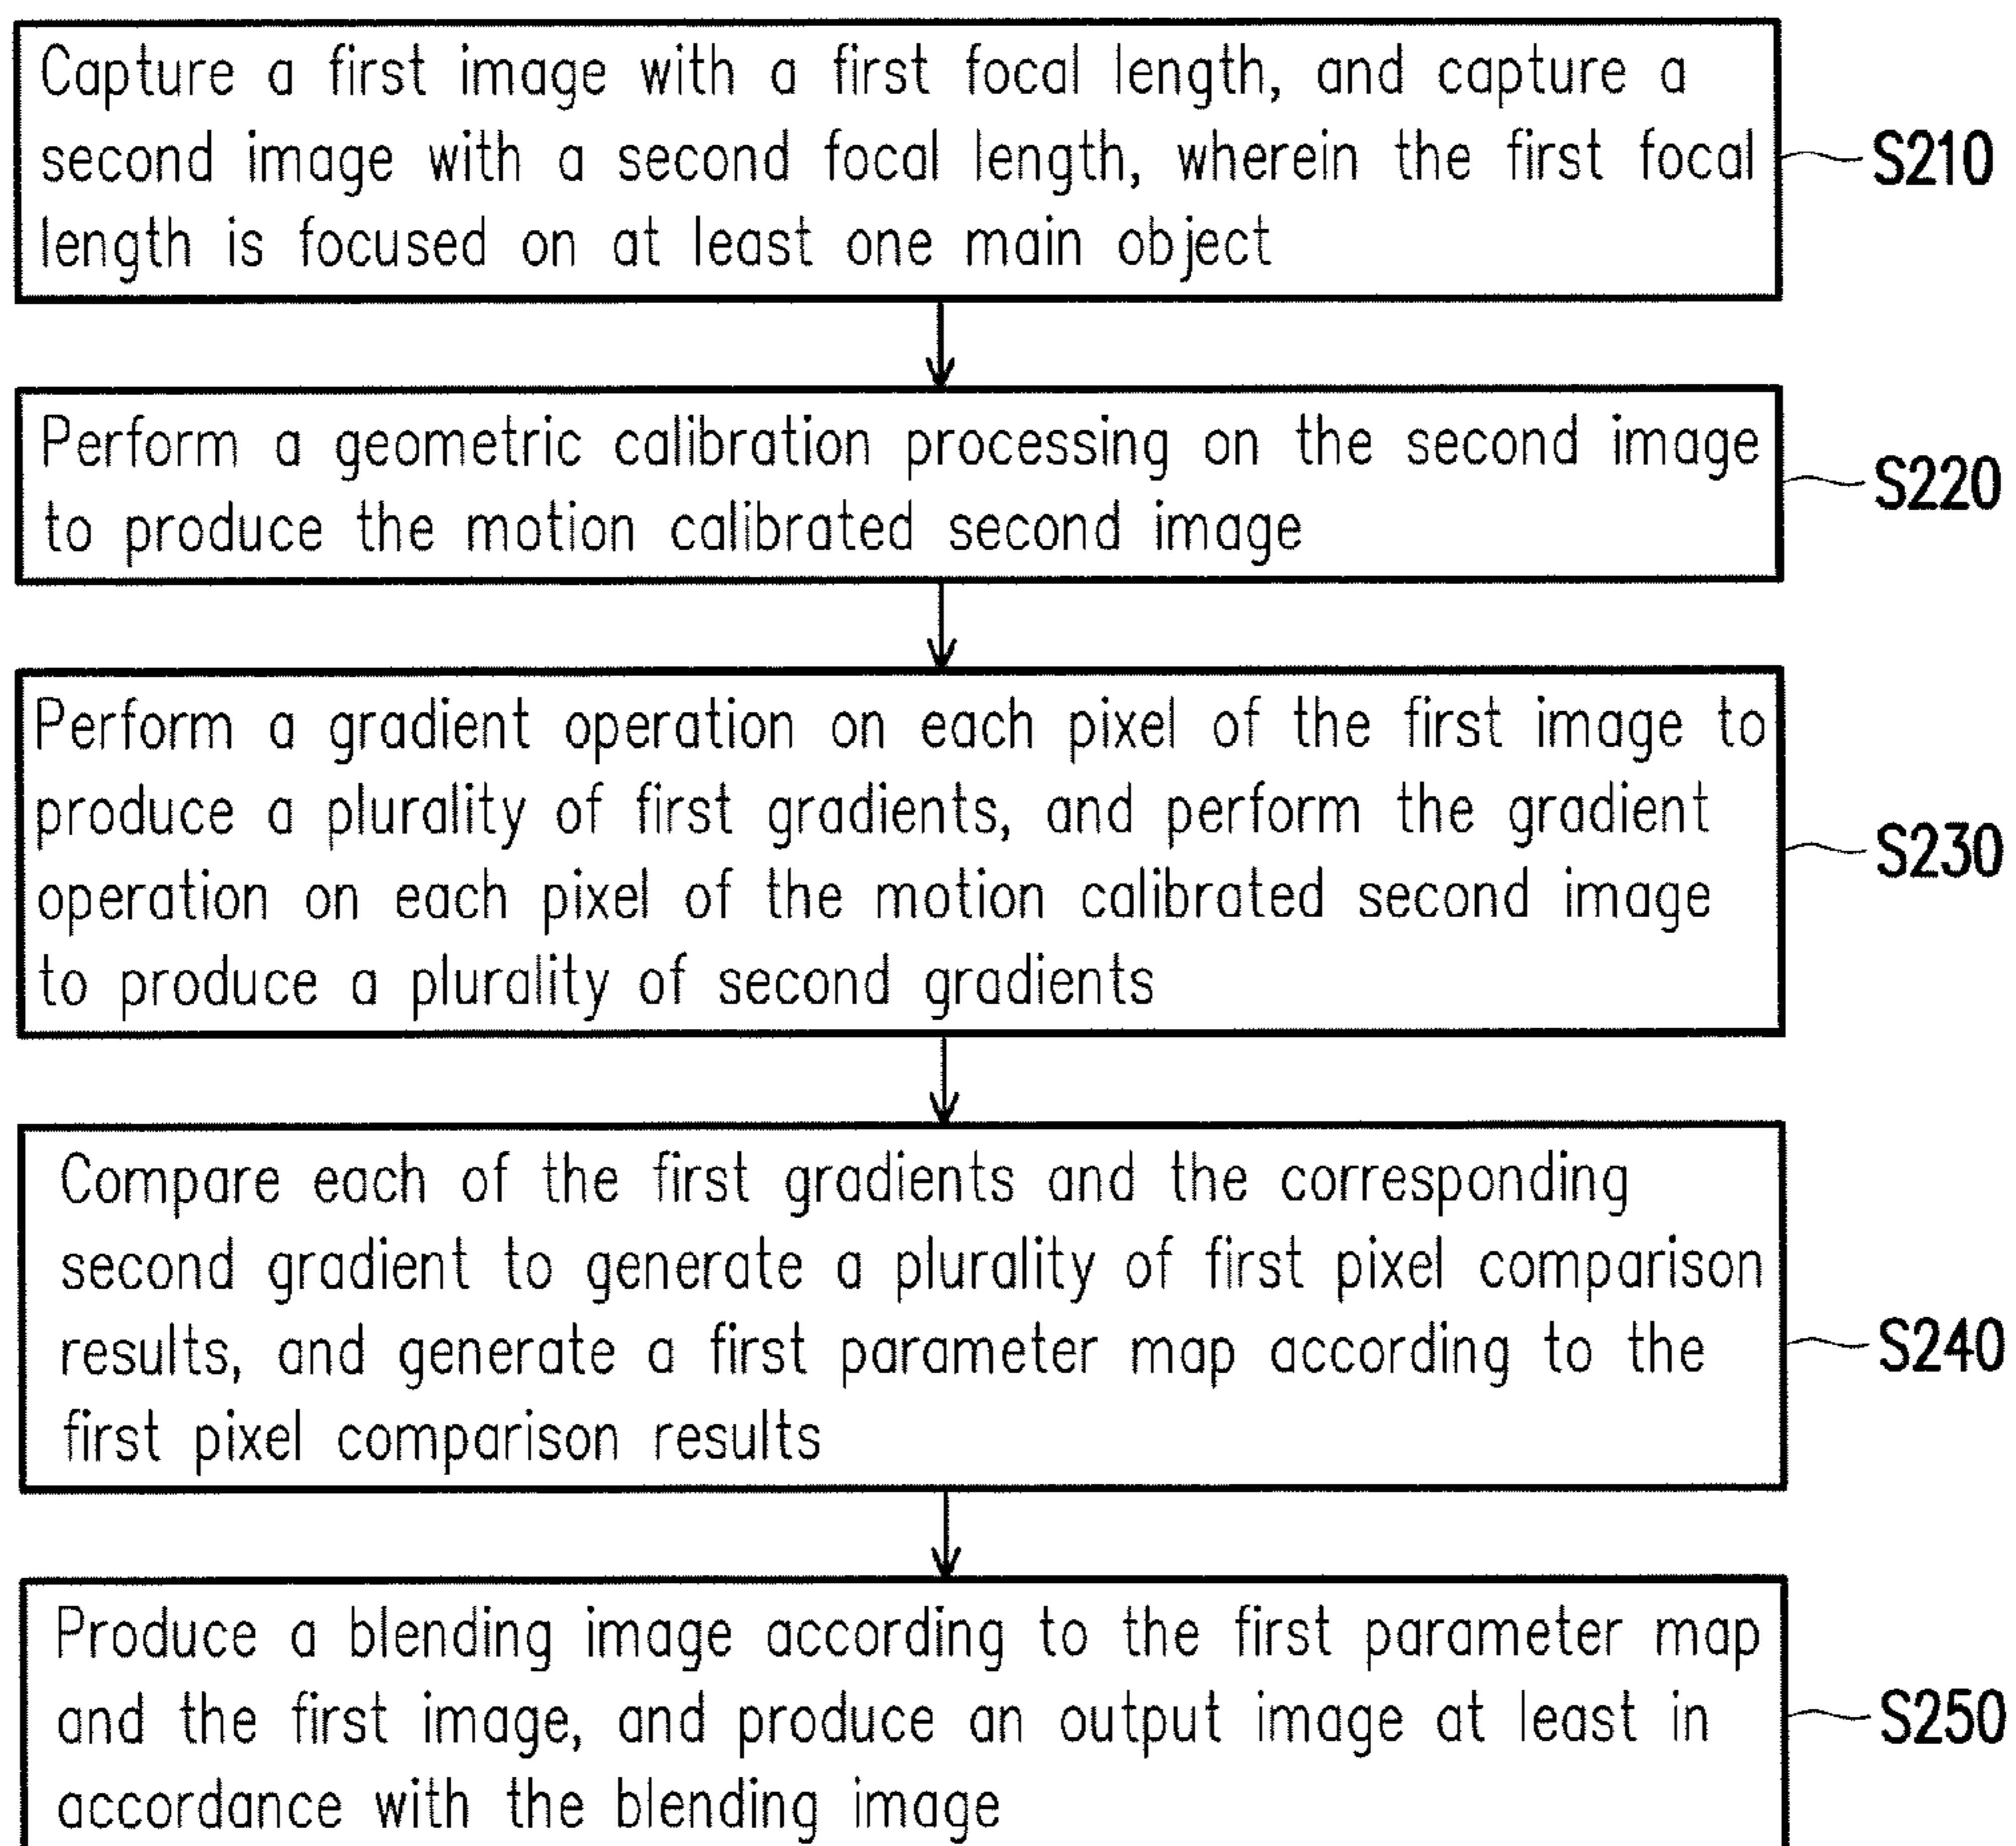 Capture a first image with a first focal length, and capture a
second image with a second focal length, wherein the first focal
length is focused on at least one main object
S210
Perform a geometric calibration processing on the second image
to produce the motion calibrated second image
S220
Perform a gradient operation on each pixel of the first image to
produce a plurality of first gradients, and perform the gradient
operation on each pixel of the motion calibrated second image
to produce a plurality of second gradients
S230
Compare each of the first gradients and the corresponding
second gradient to generate a plurality of first pixel comparison
results, and generate a first parameter map according to the
first pixel comparison results
S240
Produce a blending image according to the first parameter map
and the first image, and produce an output image at least in
accordance with the blending image
S250